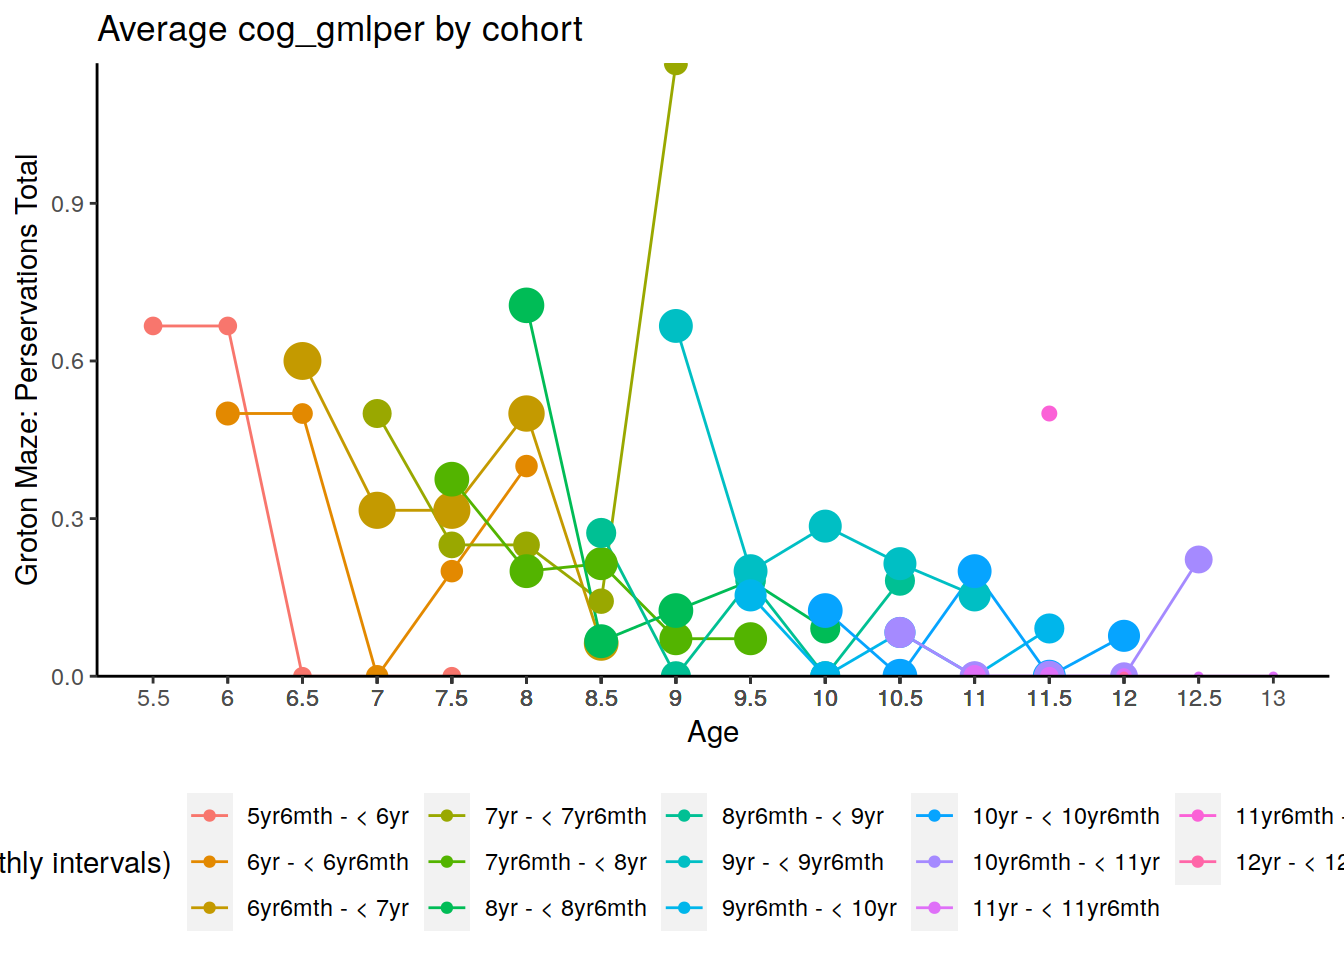 Average cog_gmlper by cohort
Groton Maze: Perservations Total
0.9
0.6
0.3
0.0
5.5 6 6.5 7 7.5 8 8.5 9 9.5 10 10.5 11 11.5 12 12.5 13
Age
thly intervals)
5yr6mth - < 6yr 7yr - < 7yr6mth 8yr6mth - < 9yr 10yr - < 10yr6mth 11yr6mth -
6yr - < 6yr6mth 7yr6mth - < 8yr 9yr - < 9yr6mth 10yr6mth - < 11yr 12yr - < 12
6yr6mth - < 7yr 8yr - < 8yr6mth 9yr6mth - < 10yr 11yr - < 11yr6mth